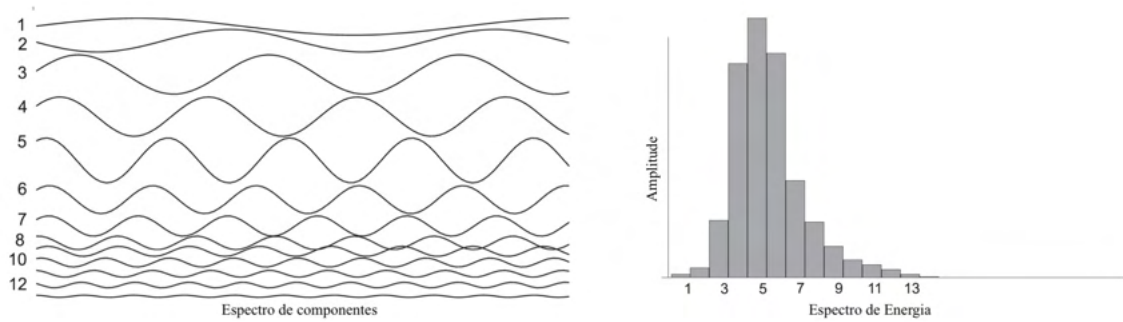 1
2
3
4
5
6
7
8
10
12
Espectro de componentes
Amplitude
1 3 5 7 9 11 13
Espectro de Energia